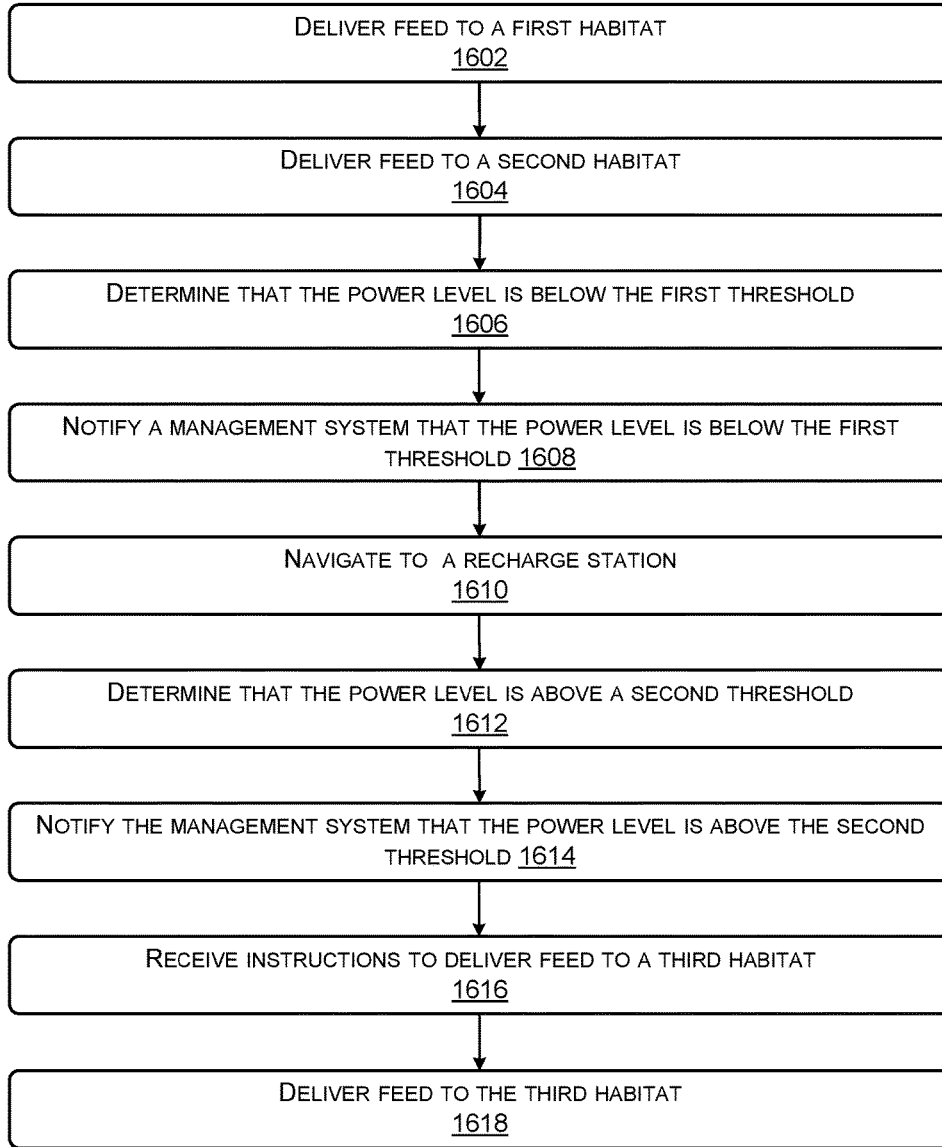 DELIVER FEED TO A FIRST HABITAT
1602
DELIVER FEED TO A SECOND HABITAT
1604
DETERMINE THAT THE POWER LEVEL IS BELOW THE FIRST THRESHOLD
1606
NOTIFY A MANAGEMENT SYSTEM THAT THE POWER LEVEL IS BELOW THE FIRST
THRESHOLD 1608
NAVIGATE TO A RECHARGE STATION
1610
DETERMINE THAT THE POWER LEVEL IS ABOVE A SECOND THRESHOLD
1612
NOTIFY THE MANAGEMENT SYSTEM THAT THE POWER LEVEL IS ABOVE THE SECOND
THRESHOLD 1614
RECEIVE INSTRUCTIONS TO DELIVER FEED TO A THIRD HABITAT
1616
DELIVER FEED TO THE THIRD HABITAT
1618